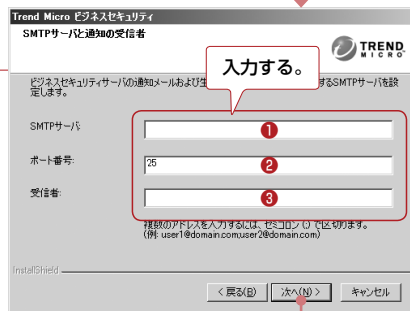 Trend Micro ビジネスセキュリティ
SMTPサーバと通知の受信者
TREND
MICRO
入力する。
ビジネスセキュリティサーバの通知メールおよび
するSMTPサーバを設
定します。
SMTPサーバ:
❶
ポート番号:
25
❷
受信者:
❸
複数のアドレスを入力するには、セミコロン (;) で区切ります。
(例: user1@domain.com;user2@domain.com)
InstallShield
< 戻る(B)
次へ(N) >
キャンセル